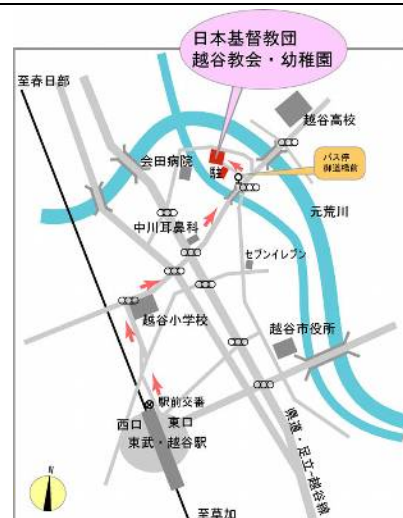 日本基督教団
越谷教会・幼稚園
至春日部
越谷高校
会田病院
駐
バス停
御道橋前
元荒川
中川耳鼻科
セブンイレブン
越谷小学校
越谷市役所
駅前交番
西口
東口
東武・越谷駅
県道・足立-越谷線
N
至草加